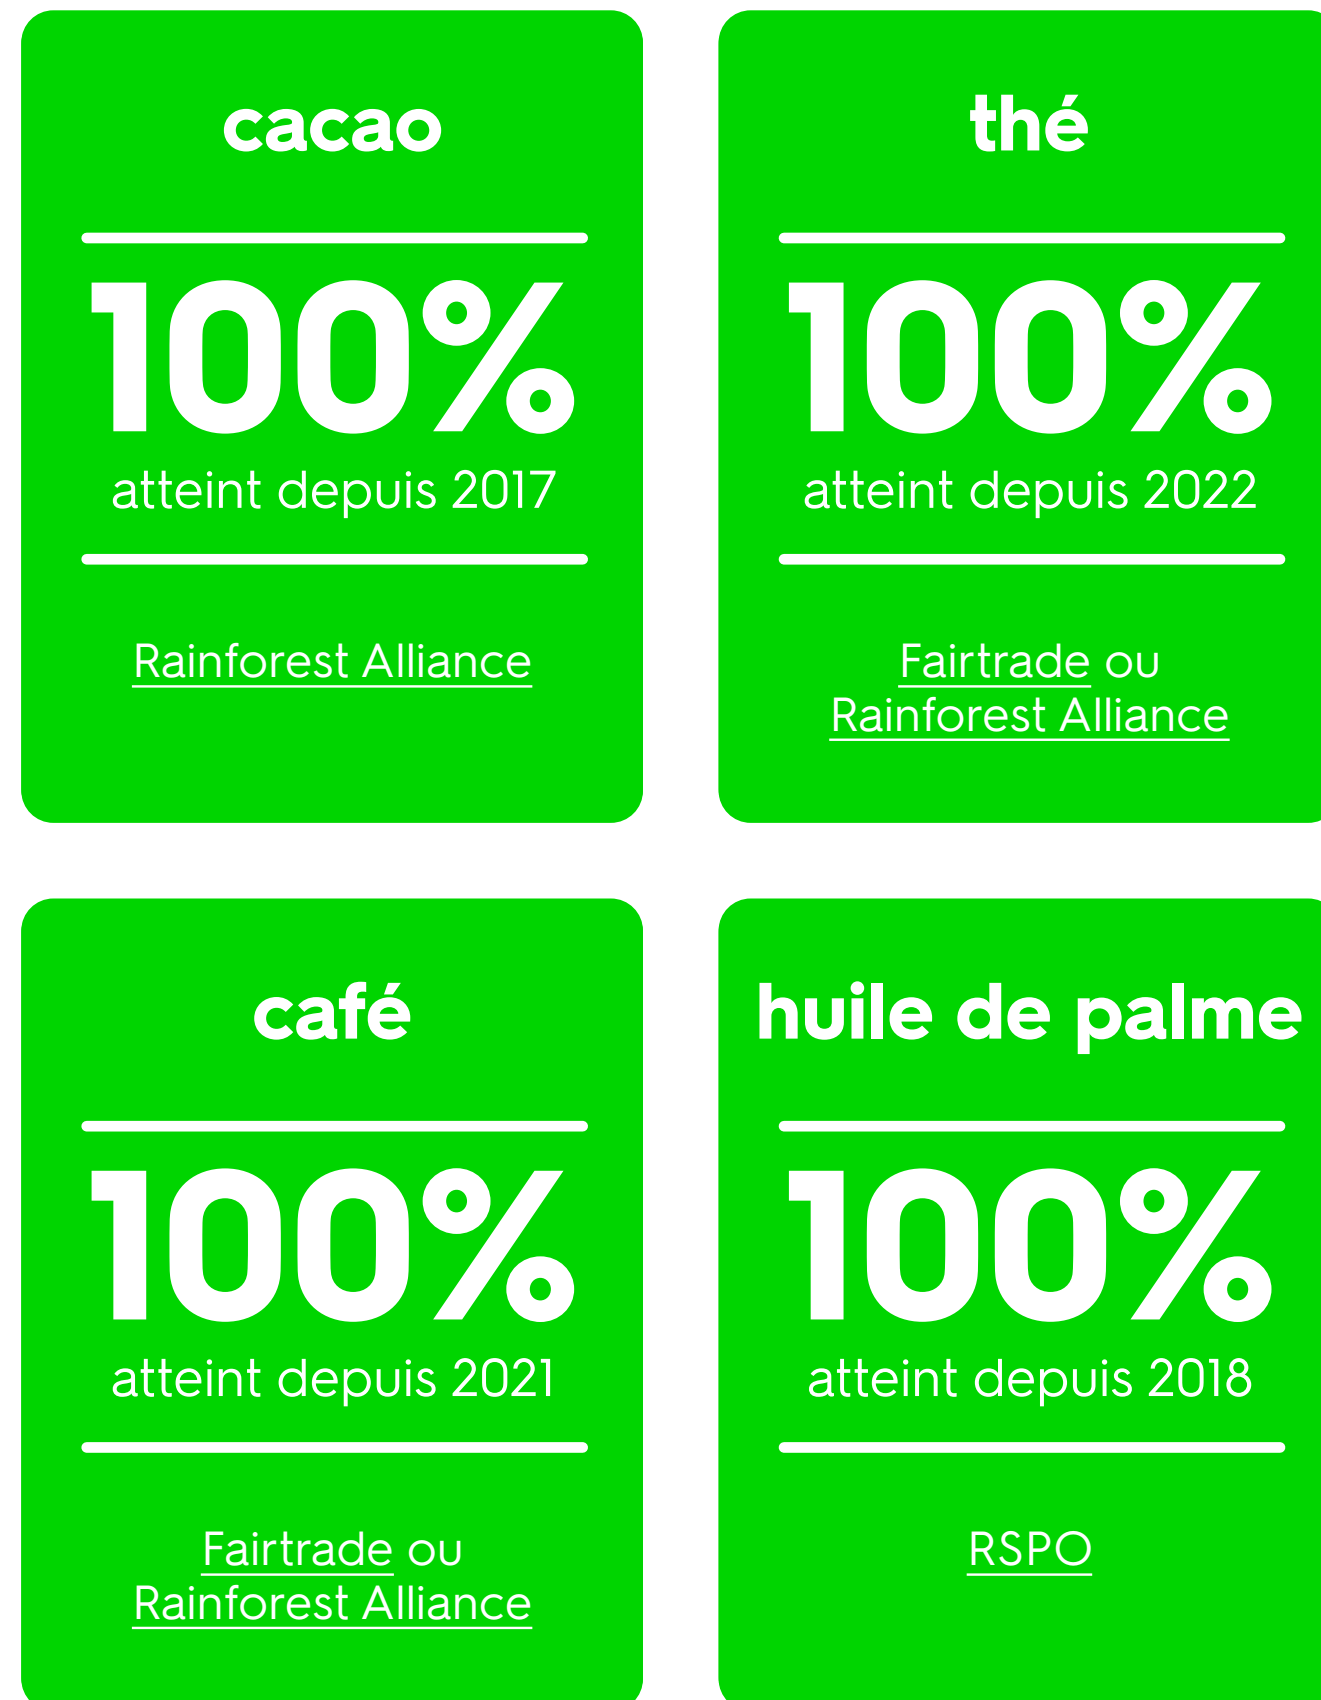 cacao
100%
atteint depuis 2017
Rainforest Alliance
thé
100%
atteint depuis 2022
Fairtrade ou
Rainforest Alliance
café
100%
atteint depuis 2021
Fairtrade ou
Rainforest Alliance
huile de palme
100%
atteint depuis 2018
RSPO